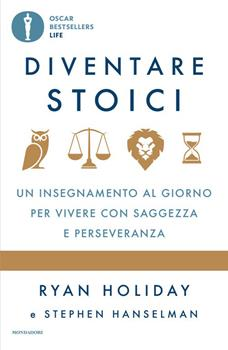 OSCAR
BESTSELLERS
LIFE
DIVENTARE
STOICI
UN INSEGNAMENTO AL GIORNO
PER VIVERE CON SAGGEZZA
E PERSEVERANZA
RYAN HOLIDAY
E STEPHEN HANSELMAN
MONDADORI